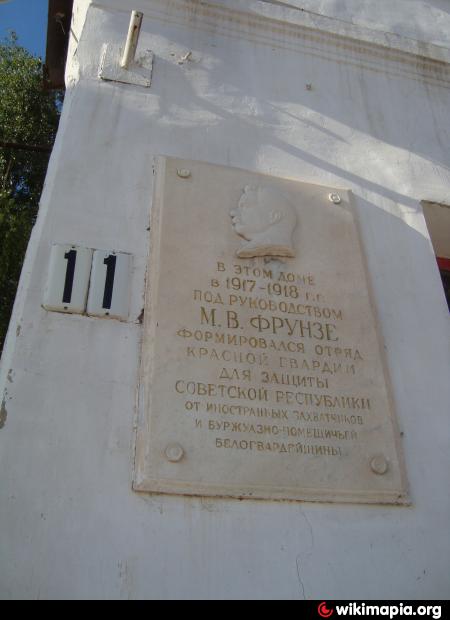 11
В ЭТОМ ДОМЕ
В 1917-1918 Г.Г.
ПОД РУКОВОДСТВОМ
М. В. ФРУНЗЕ
ФОРМИРОВАЛСЯ ОТРЯД
КРАСНОЙ ГВАРДИИ
ДЛЯ ЗАЩИТЫ
СОВЕТСКОЙ РЕСПУБЛИКИ
ОТ ИНОСТРАННЫХ ЗАХВАТЧИКОВ
И БУРЖУАЗНО-ПОМЕЩИЧЬЕЙ
БЕЛОГВАРДЕЙЩИНЫ
wikimapia.org